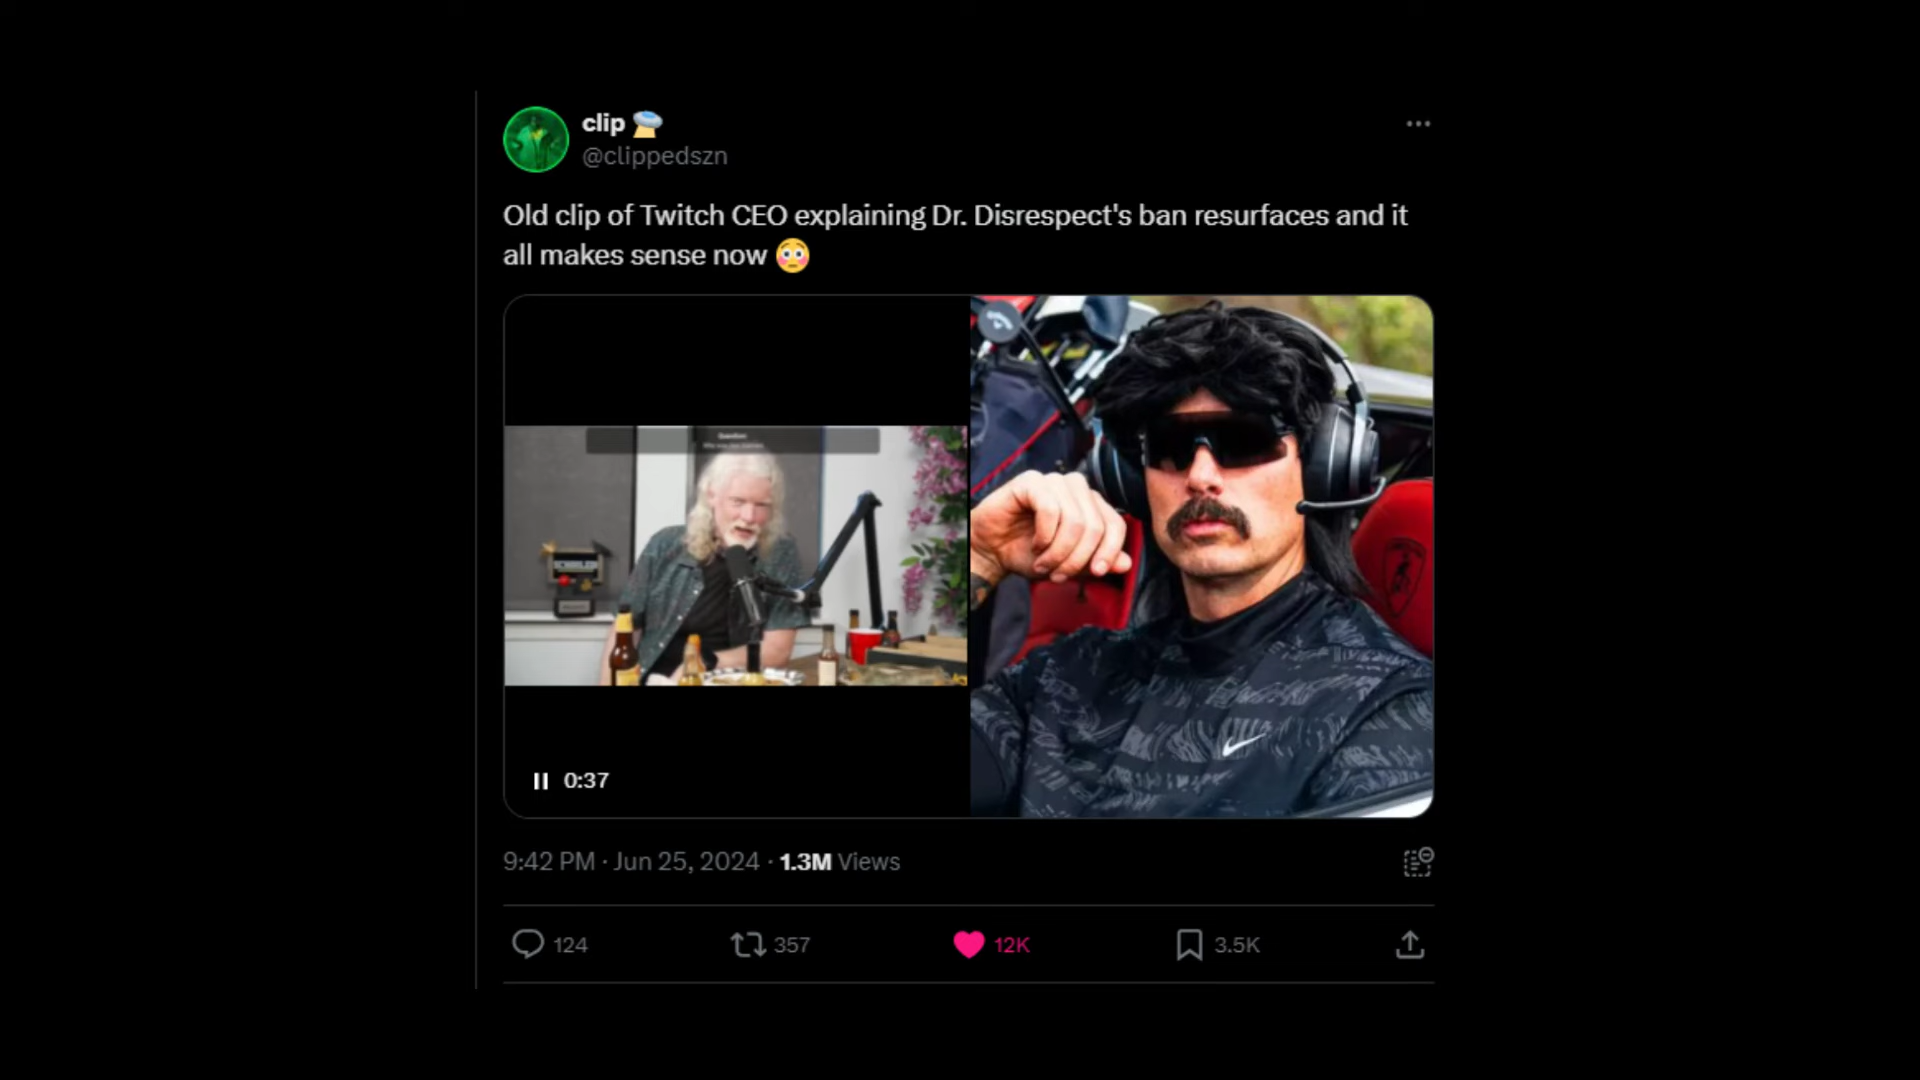 clip
@clippedszn
Old clip of Twitch CEO explaining Dr. Disrespect's ban resurfaces and it
all makes sense now
Question
0:37
9:42 PM · Jun 25, 2024 · 1.3M Views
124
357
12K
3.5K